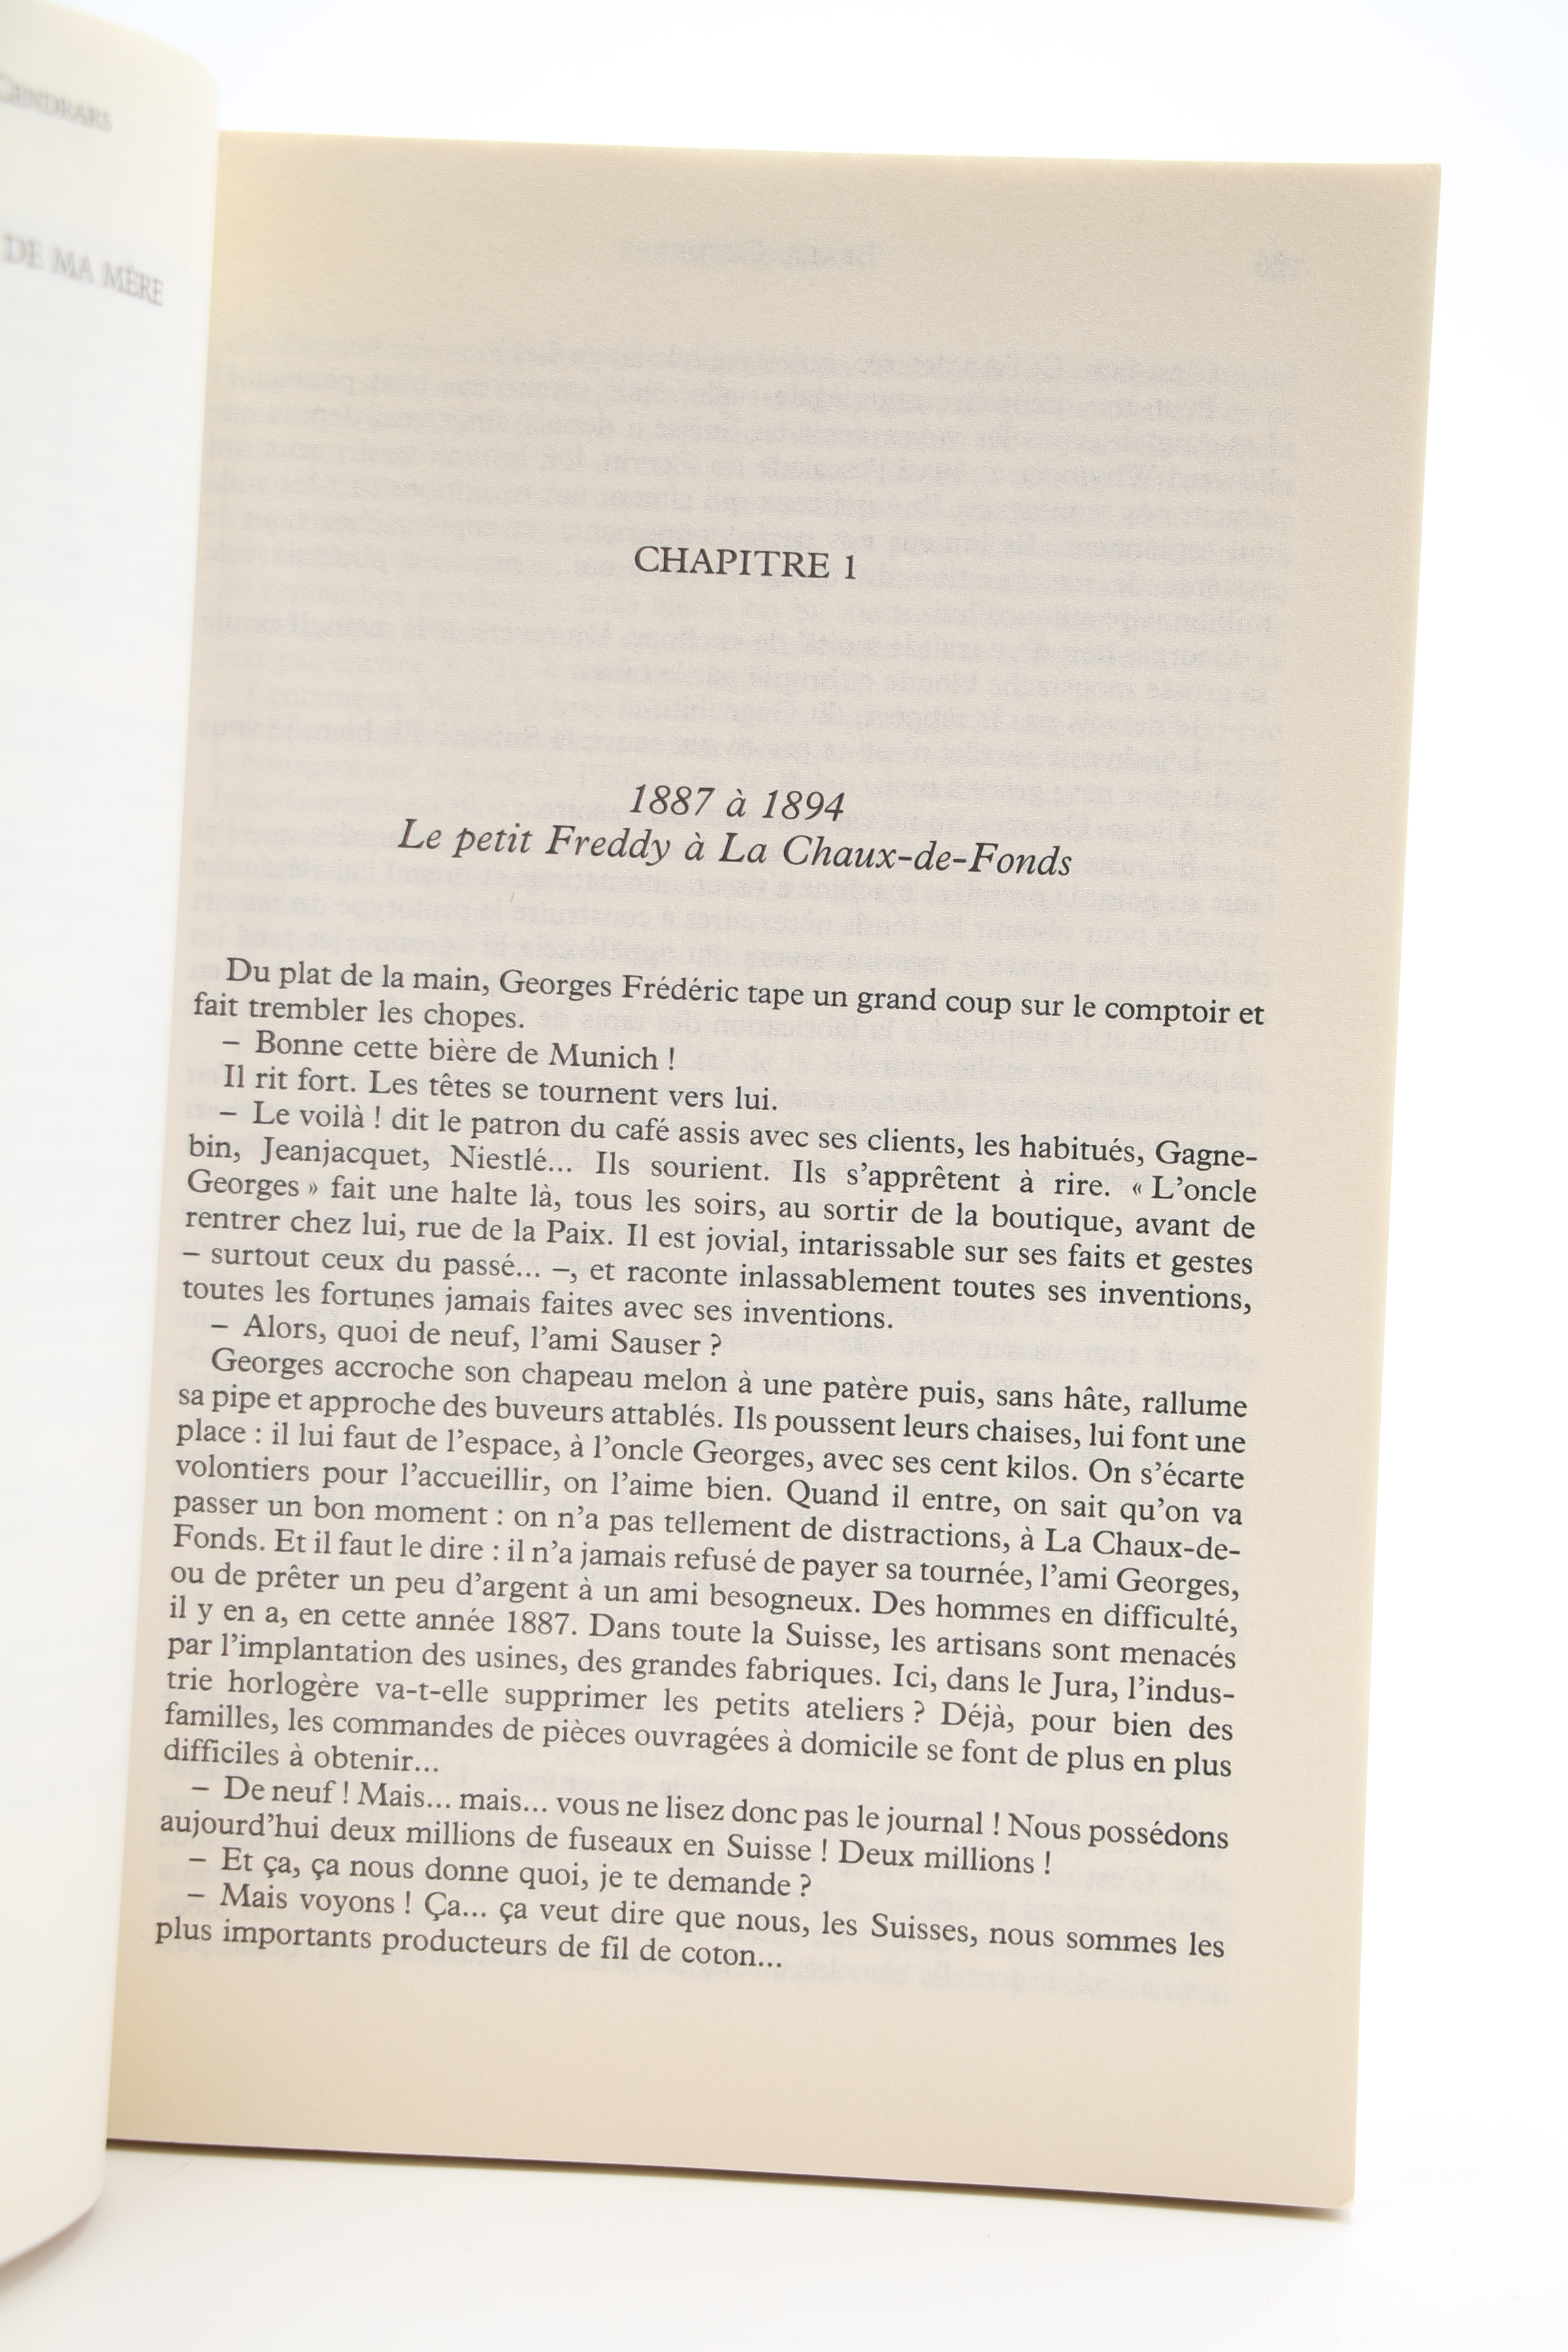 CENDRARS
DE MA MÈRE
CHAPITRE 1
1887 à 1894
Le petit Freddy à La Chaux-de-Fonds
Du plat de la main, Georges Frédéric tape un grand coup sur le comptoir et
fait trembler les chopes.
– Bonne cette bière de Munich !
Il rit fort. Les têtes se tournent vers lui.
– Le voilà ! dit le patron du café assis avec ses clients, les habitués, Gagne-
bin, Jeanjacquet, Niestlé... Ils sourient. Ils s'apprêtent à rire. « L'oncle
Georges » fait une halte là, tous les soirs, au sortir de la boutique, avant de
rentrer chez lui, rue de la Paix. Il est jovial, intarissable sur ses faits et gestes
– surtout ceux du passé... –, et raconte inlassablement toutes ses inventions,
toutes les fortunes jamais faites avec ses inventions.
– Alors, quoi de neuf, l'ami Sauser ?
Georges accroche son chapeau melon à une patère puis, sans hâte, rallume
sa pipe et approche des buveurs attablés. Ils poussent leurs chaises, lui font une
place : il lui faut de l'espace, à l'oncle Georges, avec ses cent kilos. On s'écarte
volontiers pour l'accueillir, on l'aime bien. Quand il entre, on sait qu'on va
passer un bon moment : on n'a pas tellement de distractions, à La Chaux-de-
Fonds. Et il faut le dire : il n'a jamais refusé de payer sa tournée, l'ami Georges,
ou de prêter un peu d'argent à un ami besogneux. Des hommes en difficulté,
il y en a, en cette année 1887. Dans toute la Suisse, les artisans sont menacés
par l'implantation des usines, des grandes fabriques. Ici, dans le Jura, l'indus-
trie horlogère va-t-elle supprimer les petits ateliers ? Déjà, pour bien des
familles, les commandes de pièces ouvragées à domicile se font de plus en plus
difficiles à obtenir...
– De neuf ! Mais... mais... vous ne lisez donc pas le journal ! Nous possédons
aujourd'hui deux millions de fuseaux en Suisse ! Deux millions !
– Et ça, ça nous donne quoi, je te demande ?
– Mais voyons ! Ça... ça veut dire que nous, les Suisses, nous sommes les
plus importants producteurs de fil de coton...